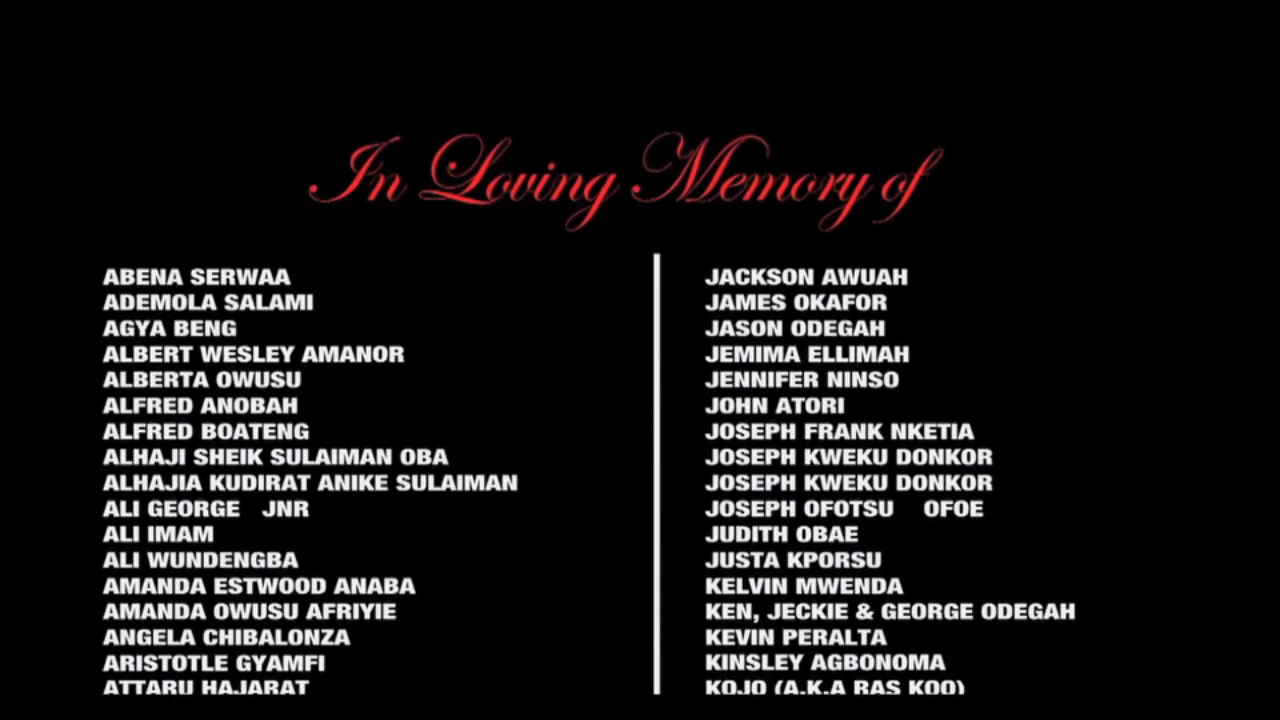 In Loving Memory of
ABENA SERWAA
ADEMOLA SALAMI
AGYA BENG
ALBERT WESLEY AMANOR
ALBERTA OWUSU
ALFRED ANOBAH
ALFRED BOATENG
ALHAJI SHEIK SULAIMAN OBA
ALHAJIA KUDIRAT ANIKE SULAIMAN
ALI GEORGE JNR
ALI IMAM
ALI WUNDENGBA
AMANDA ESTWOOD ANABA
AMANDA OWUSU AFRIYIE
ANGELA CHIBALONZA
ARISTOTLE GYAMFI
ATTARU HAJARAT
JACKSON AWUAH
JAMES OKAFOR
JASON ODEGAH
JEMIMA ELLIMAH
JENNIFER NINSO
JOHN ATORI
JOSEPH FRANK NKETIA
JOSEPH KWEKU DONKOR
JOSEPH KWEKU DONKOR
JOSEPH OFOTSU OFOE
JUDITH OBAE
JUSTA KPORSU
KELVIN MWENDA
KEN, JECKIE & GEORGE ODEGAH
KEVIN PERALTA
KINSLEY AGBONOMA
KOJO (A.K.A RAS KOO)